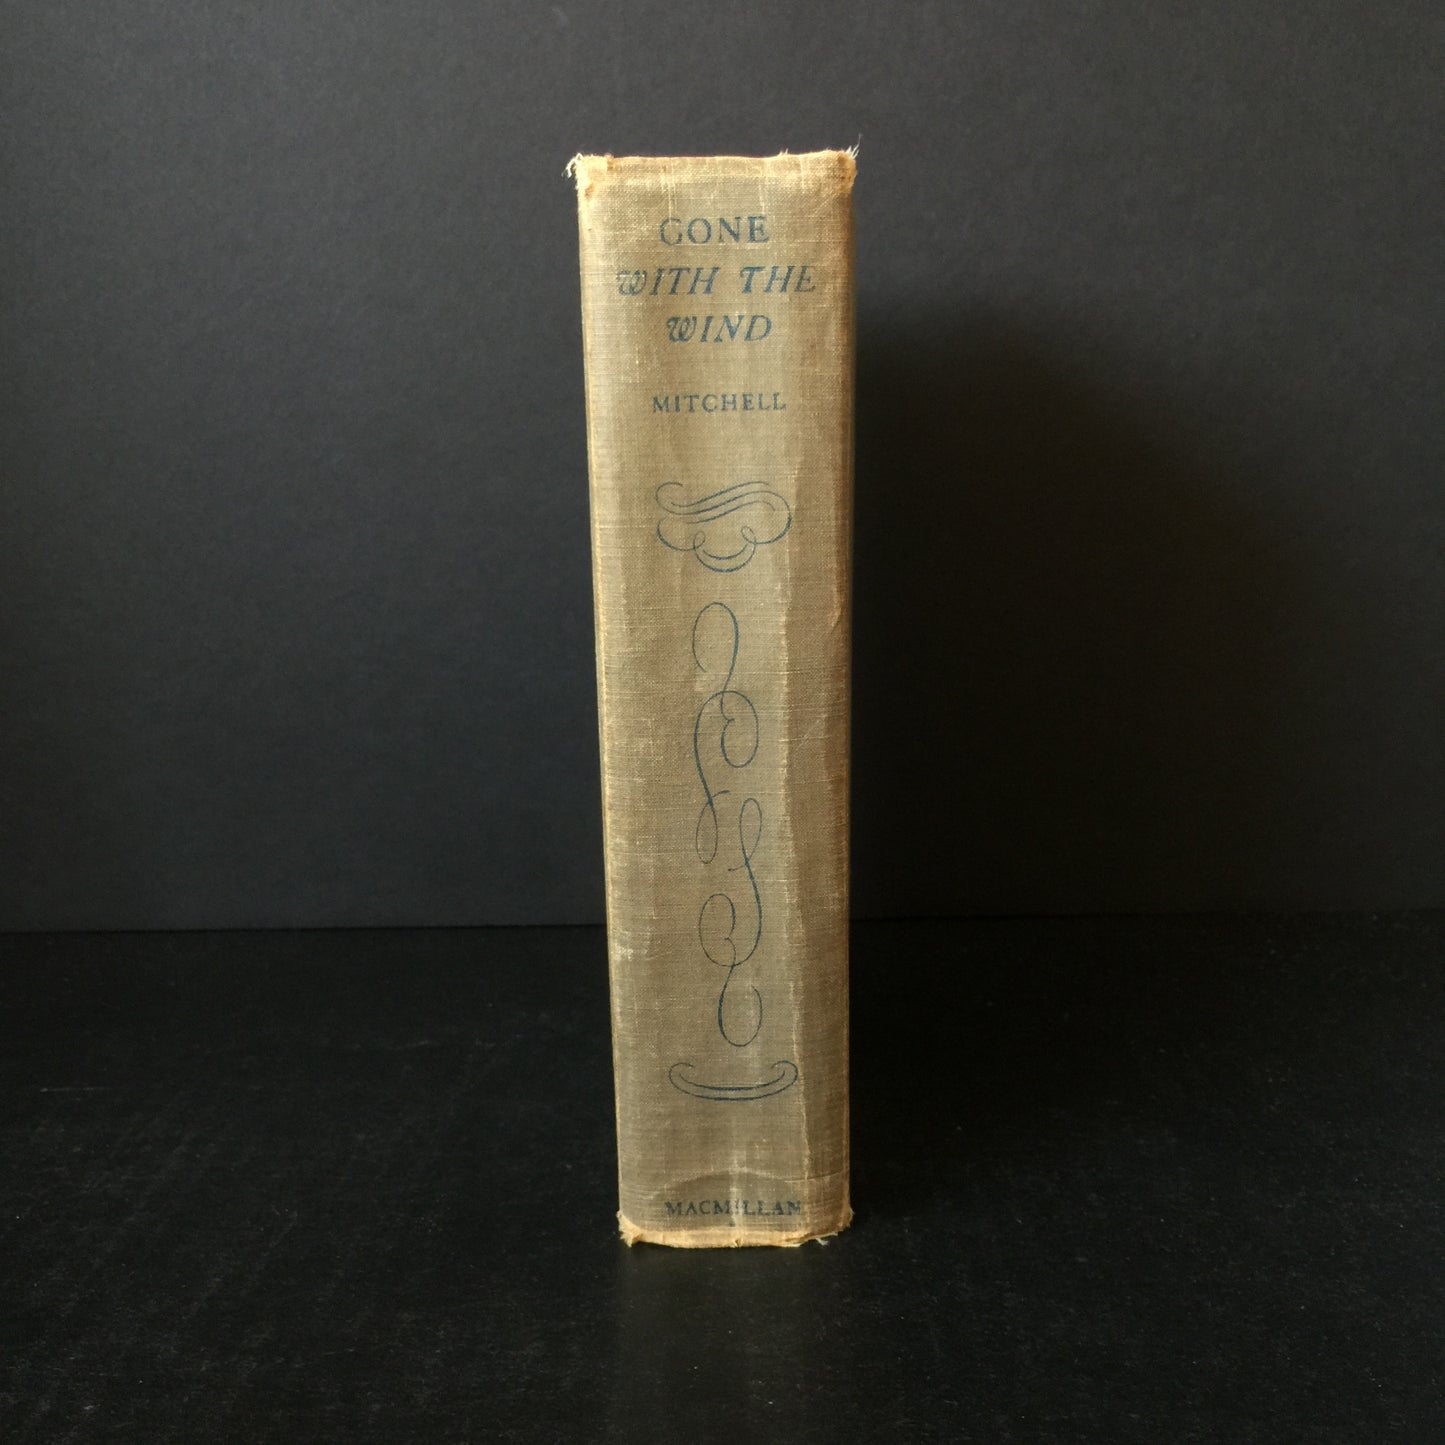 GONE
WITH THE
WIND
MITCHELL
MACMILLAN